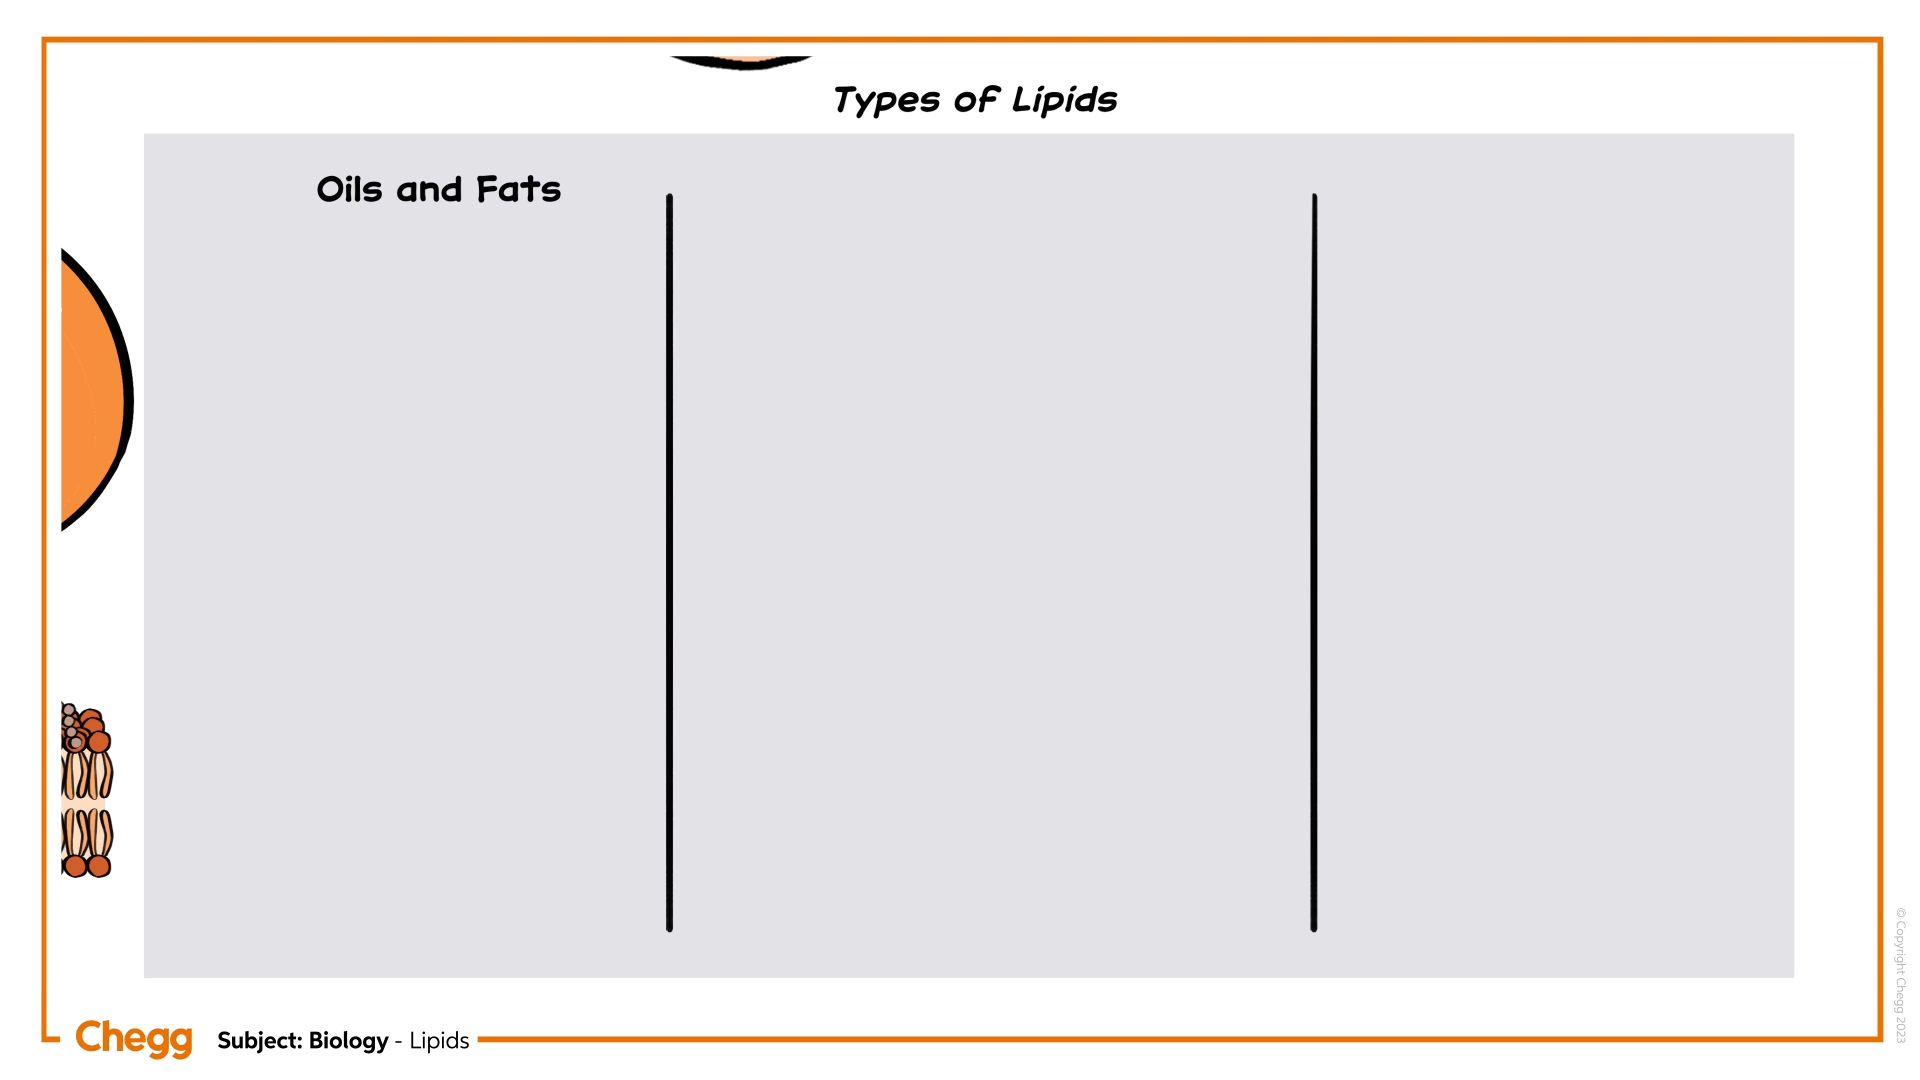 Types of Lipids
Oils and Fats
Chegg
Subject: Biology - Lipids
© Copyright Chegg 2023